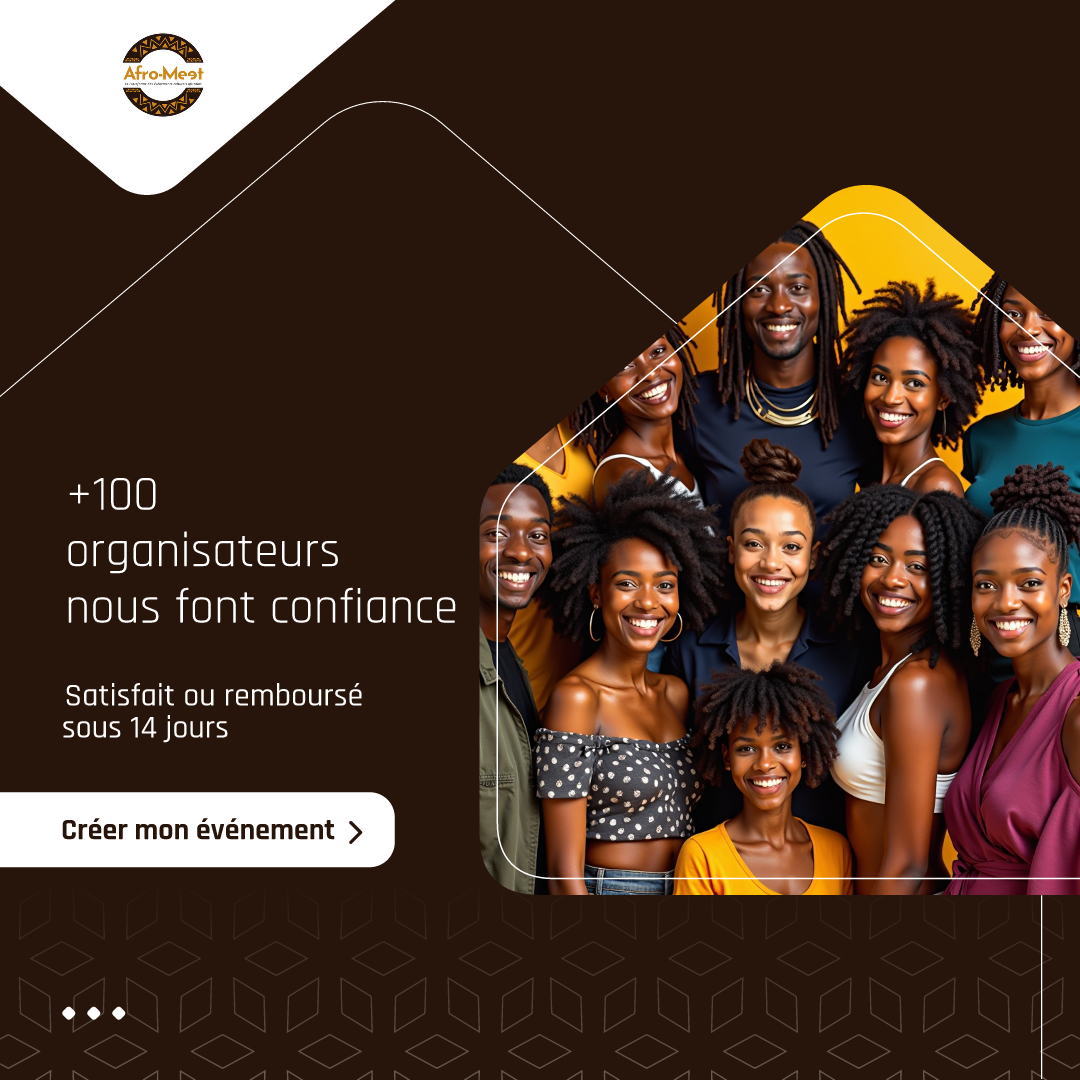 Afro-Meet
+100
organisateurs
nous font confiance
Satisfait ou remboursé
sous 14 jours
Créer mon événement